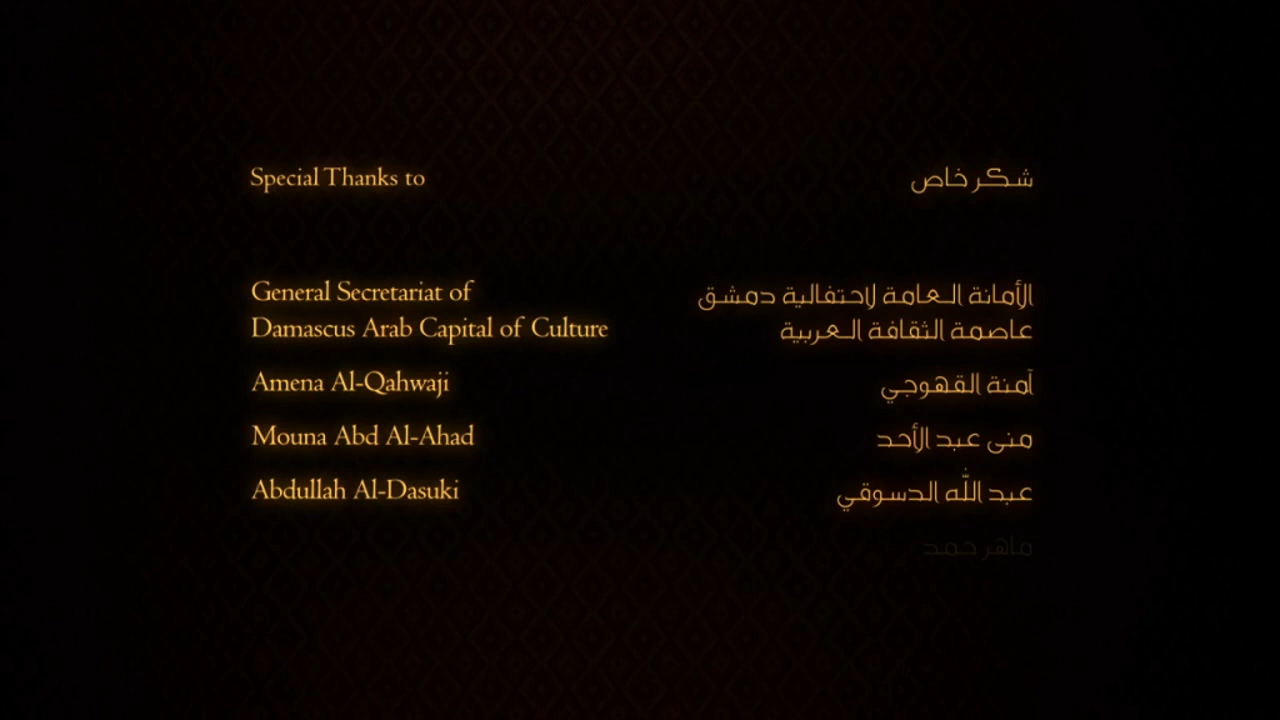 Special Thanks to
شكر خاص
General Secretariat of
الأمانة العامة لاحتفالية دمشق
Damascus Arab Capital of Culture
عاصمة الثقافة العربية
Amena Al-Qahwaji
آمنة القهوجي
Mouna Abd Al-Ahad
منى عبد الأحد
Abdullah Al-Dasuki
عبد الله الدسوقي
ماهر حمد